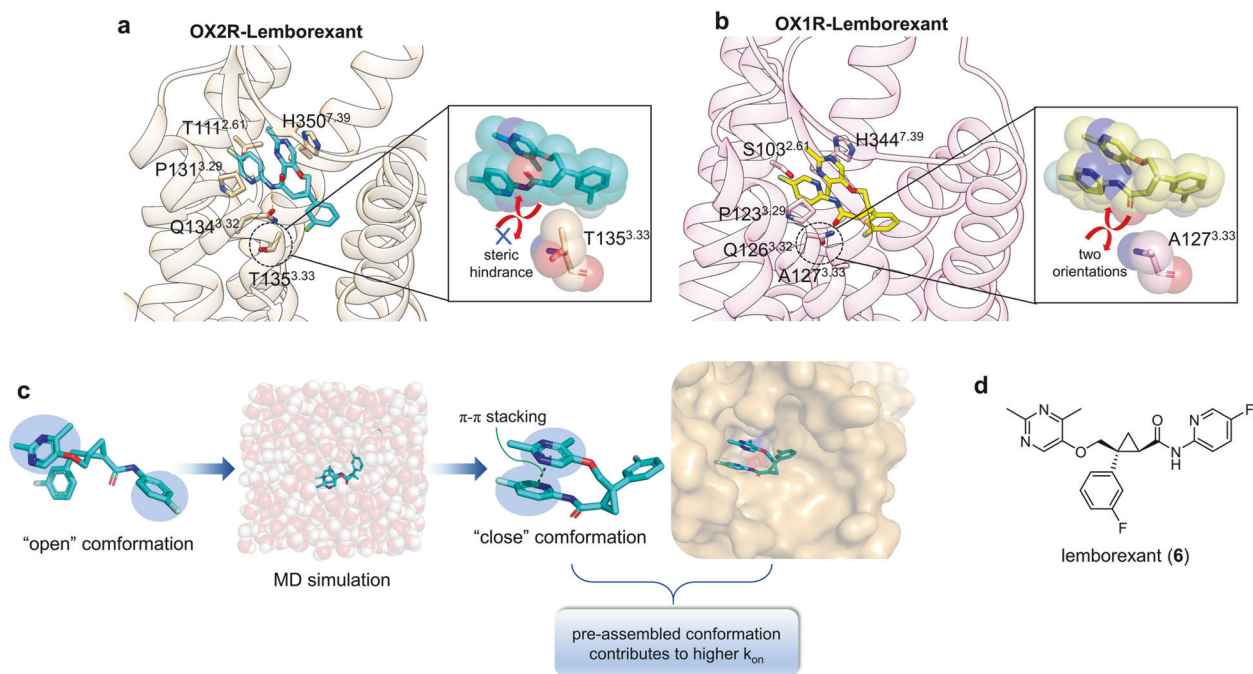 a
OX2R-Lemborexant
T111^2.61
H350^7.39
P131^3.29
Q134^3.32
T135^3.33
steric
hindrance
T135^3.33
b
OX1R-Lemborexant
S103^2.61
H344^7.39
P123^3.29
Q126^3.32
A127^3.33
two
orientations
A127^3.33
c
"open" comformation
MD simulation
π-π stacking
"close" comformation
pre-assembled conformation
contributes to higher k_on
d
N
N
O
O
N
H
N
F
F
lemborexant (6)